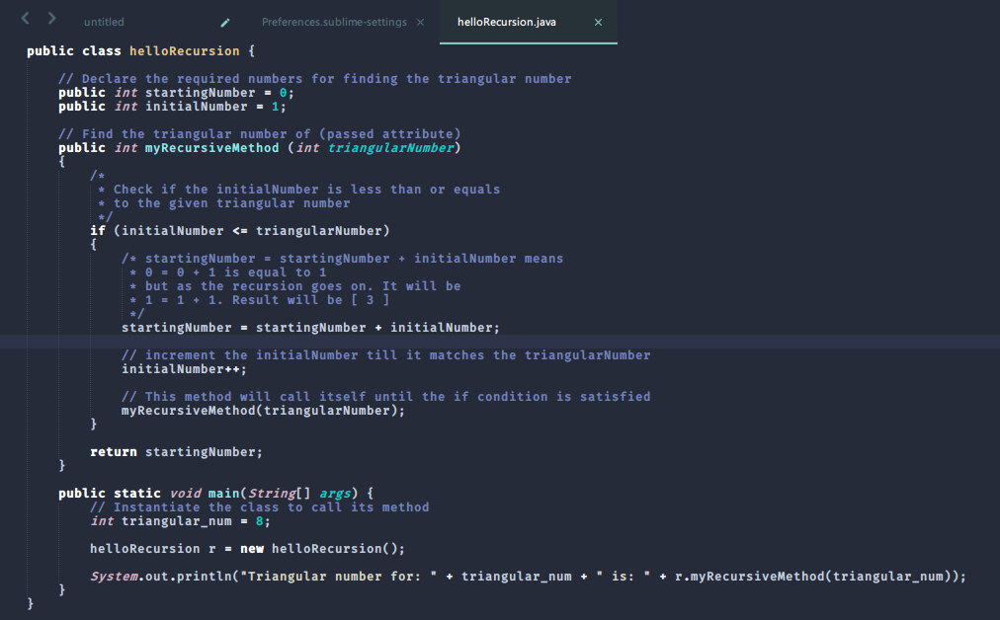 untitled Preferences.sublime-settings × helloRecursion.java ×
public class helloRecursion {
// Declare the required numbers for finding the triangular number
public int startingNumber = 0;
public int initialNumber = 1;
// Find the triangular number of (passed attribute)
public int myRecursiveMethod (int triangularNumber)
{
/*
* Check if the initialNumber is less than or equals
* to the given triangular number
*/
if (initialNumber <= triangularNumber)
{
/* startingNumber = startingNumber + initialNumber means
* 0 = 0 + 1 is equal to 1
* but as the recursion goes on. It will be
* 1 = 1 + 1. Result will be [ 3 ]
*/
startingNumber = startingNumber + initialNumber;
// increment the initialNumber till it matches the triangularNumber
initialNumber++;
// This method will call itself until the if condition is satisfied
myRecursiveMethod(triangularNumber);
}
return startingNumber;
}
public static void main(String[] args) {
// Instantiate the class to call its method
int triangular_num = 8;
helloRecursion r = new helloRecursion();
System.out.println("Triangular number for: " + triangular_num + " is: " + r.myRecursiveMethod(triangular_num));
}
}